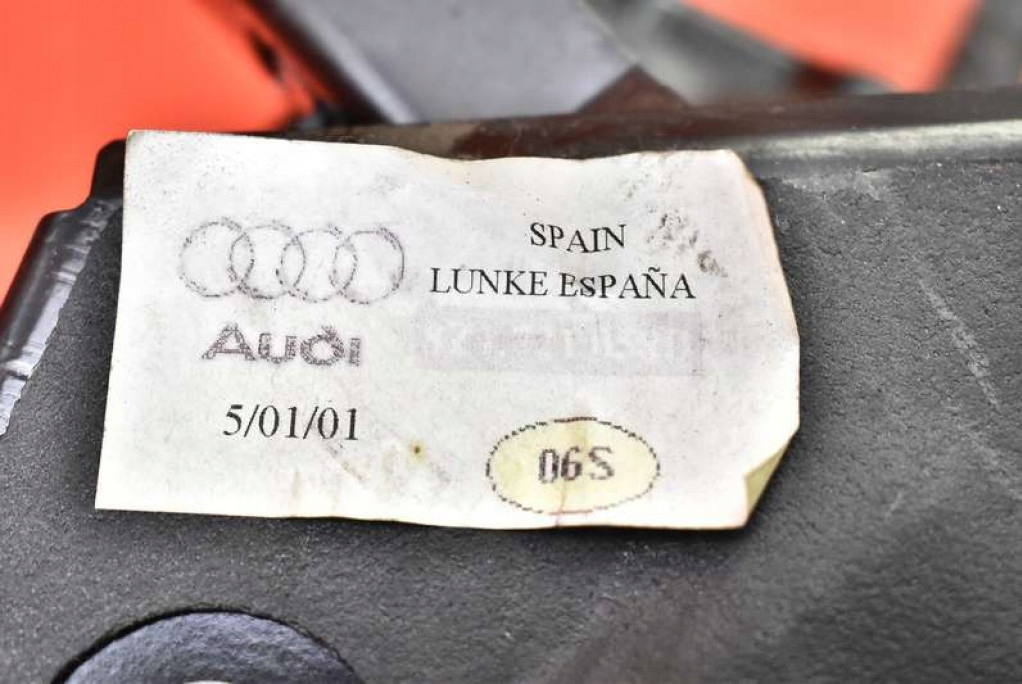 SPAIN
LUNKE ESPAÑA
Audi
5/01/01
06S